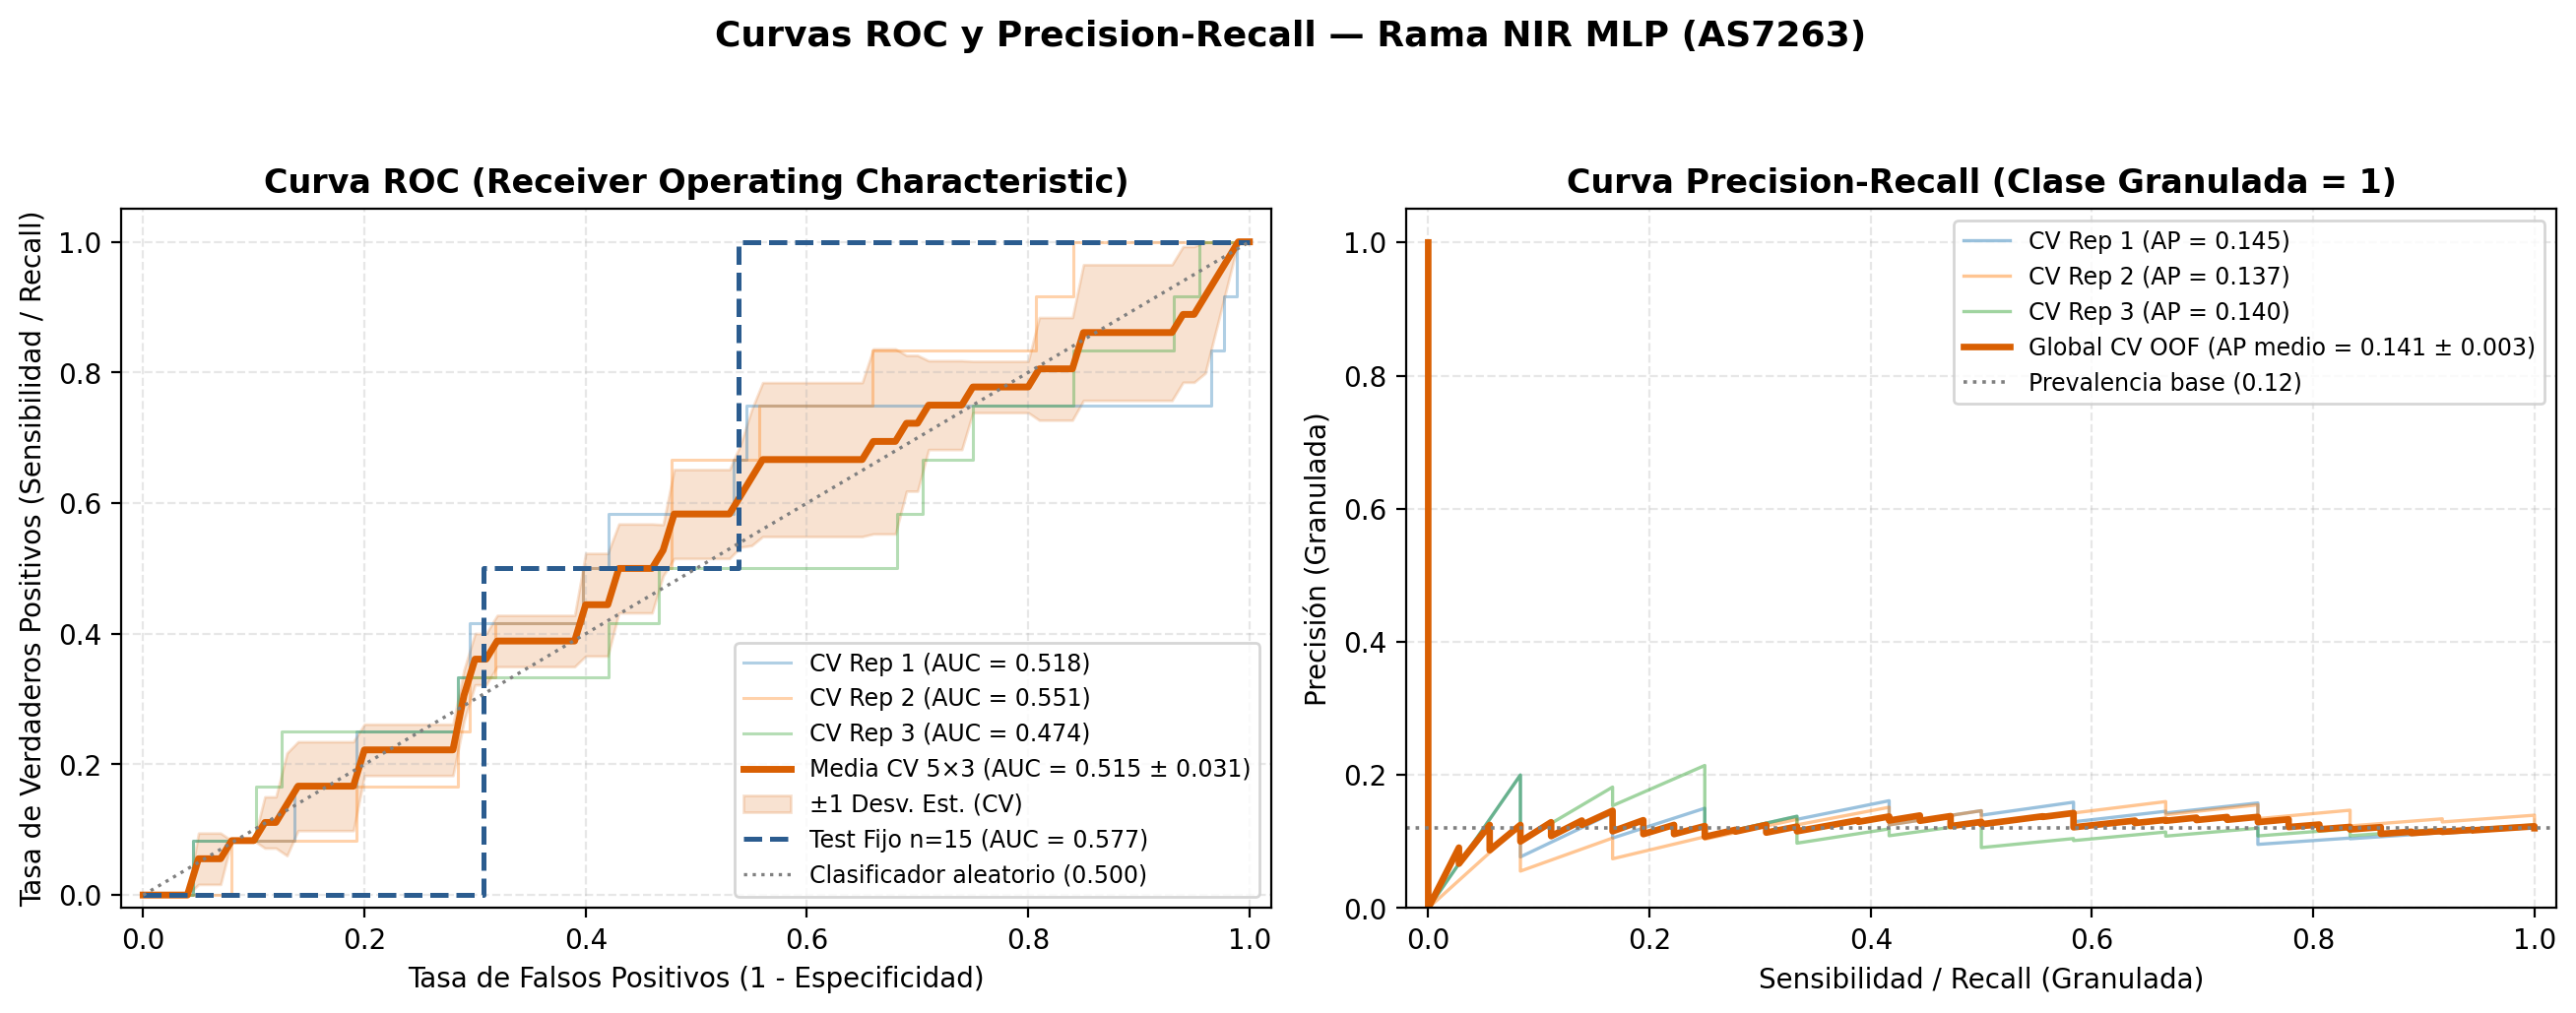 Curvas ROC y Precision-Recall — Rama NIR MLP (AS7263)
Curva ROC (Receiver Operating Characteristic)
Tasa de Verdaderos Positivos (Sensibilidad / Recall)
1.0
0.8
0.6
0.4
0.2
0.0
CV Rep 1 (AUC = 0.518)
CV Rep 2 (AUC = 0.551)
CV Rep 3 (AUC = 0.474)
Media CV 5×3 (AUC = 0.515 ± 0.031)
±1 Desv. Est. (CV)
Test Fijo n=15 (AUC = 0.577)
Clasificador aleatorio (0.500)
0.0 0.2 0.4 0.6 0.8 1.0
Tasa de Falsos Positivos (1 - Especificidad)
Curva Precision-Recall (Clase Granulada = 1)
Precisión (Granulada)
1.0
0.8
0.6
0.4
0.2
0.0
CV Rep 1 (AP = 0.145)
CV Rep 2 (AP = 0.137)
CV Rep 3 (AP = 0.140)
Global CV OOF (AP medio = 0.141 ± 0.003)
Prevalencia base (0.12)
0.0 0.2 0.4 0.6 0.8 1.0
Sensibilidad / Recall (Granulada)